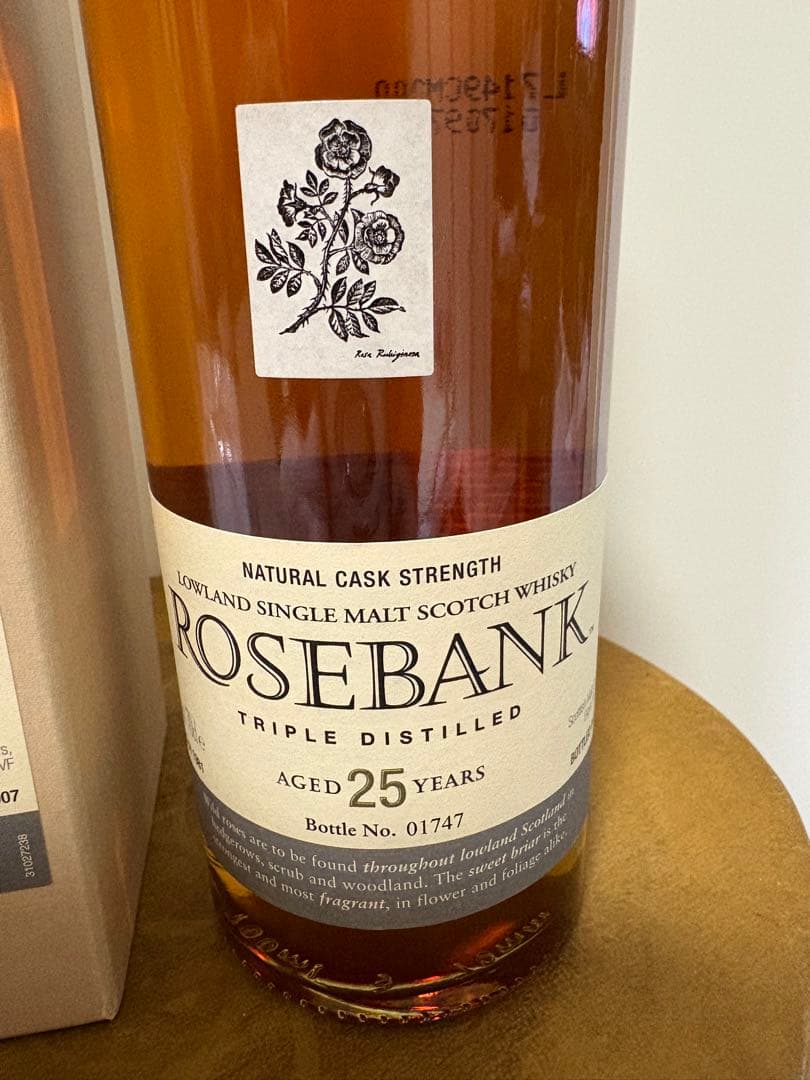 Rosa Rubiginosa
NATURAL CASK STRENGTH
LOWLAND SINGLE MALT SCOTCH WHISKY
ROSEBANK
TRIPLE DISTILLED
AGED 25 YEARS
Bottle No. 01747
Wild roses are to be found throughout lowland Scotland in
hedgerows, scrub and woodland. The sweet briar is the
strongest and most fragrant, in flower and foliage alike.
07
31027238